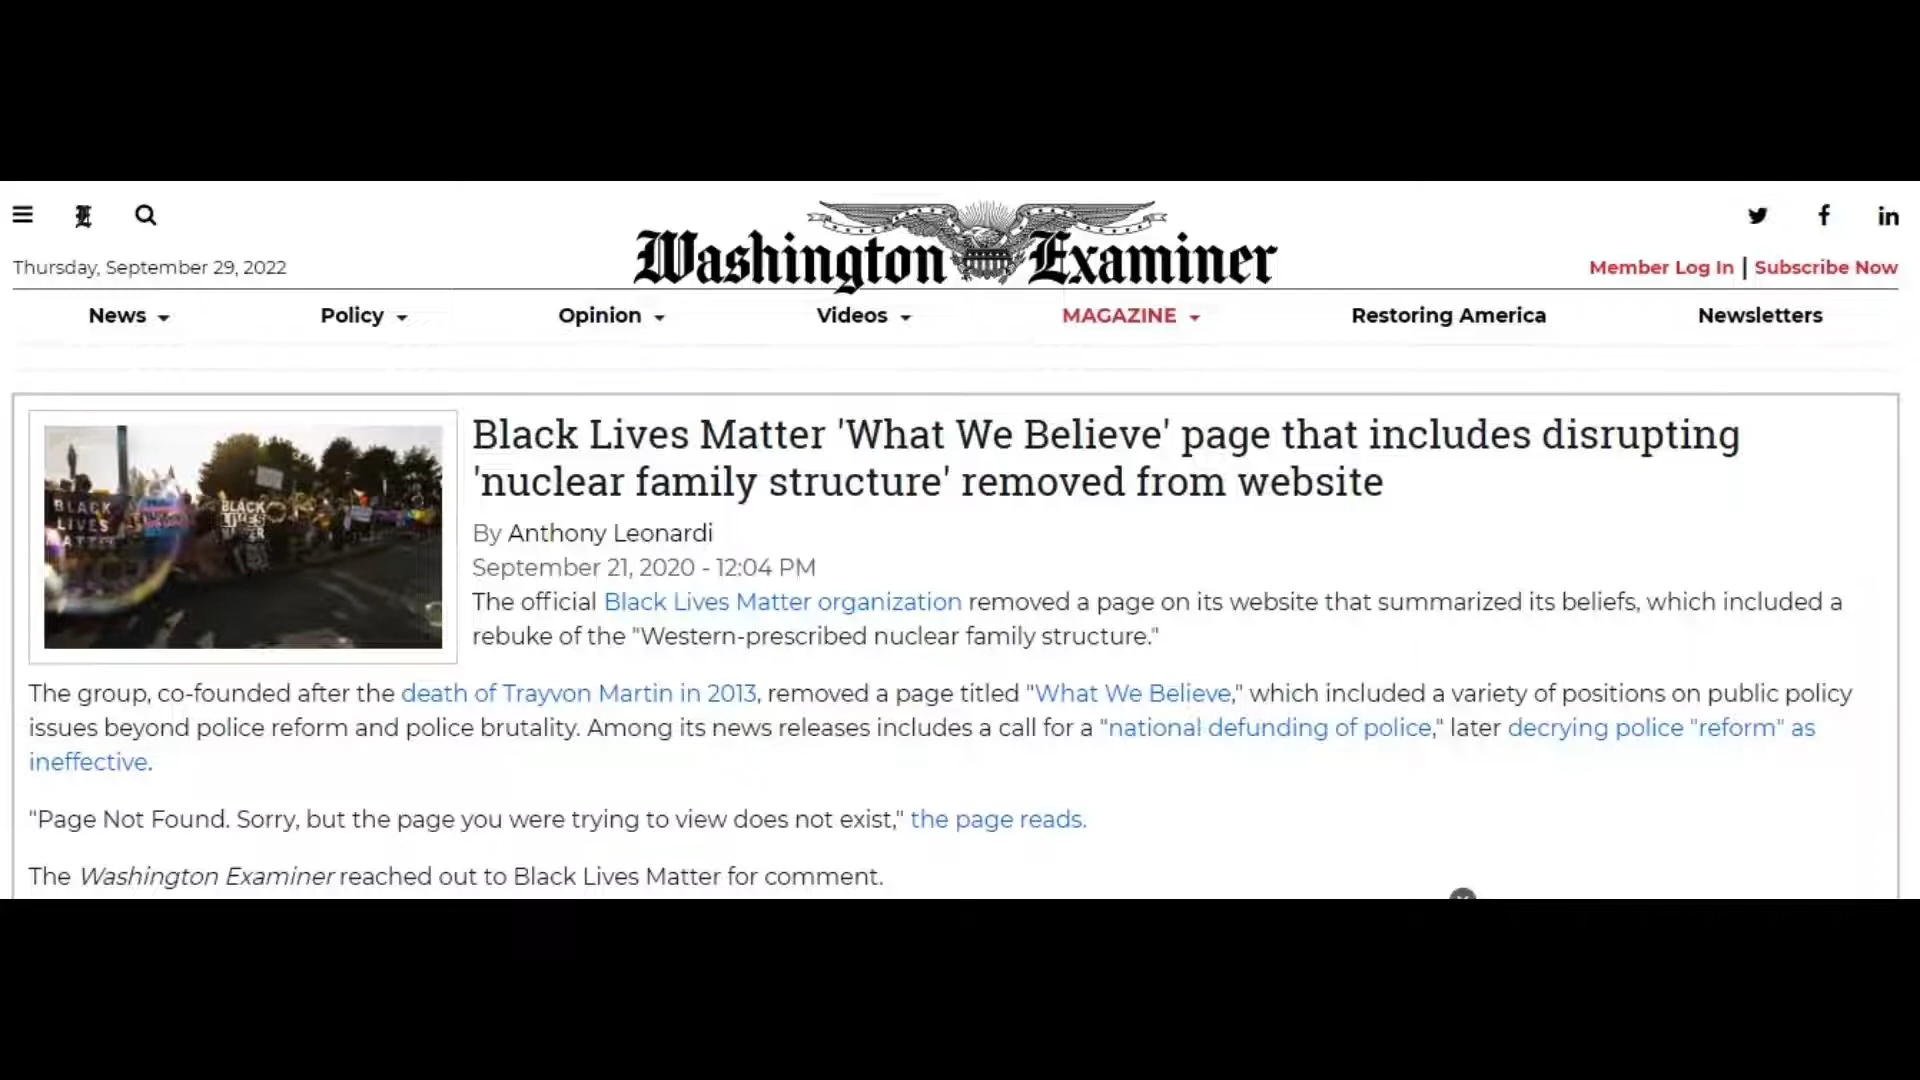 Washington Examiner
Thursday, September 29, 2022
Member Log In | Subscribe Now
News Policy Opinion Videos MAGAZINE Restoring America Newsletters
BLACK
LIVES
MATTER
BLACK
LIVES
MATTER
Black Lives Matter 'What We Believe' page that includes disrupting
'nuclear family structure' removed from website
By Anthony Leonardi
September 21, 2020 - 12:04 PM
The official Black Lives Matter organization removed a page on its website that summarized its beliefs, which included a
rebuke of the "Western-prescribed nuclear family structure."
The group, co-founded after the death of Trayvon Martin in 2013, removed a page titled "What We Believe," which included a variety of positions on public policy
issues beyond police reform and police brutality. Among its news releases includes a call for a "national defunding of police," later decrying police "reform" as
ineffective.
"Page Not Found. Sorry, but the page you were trying to view does not exist," the page reads.
The Washington Examiner reached out to Black Lives Matter for comment.